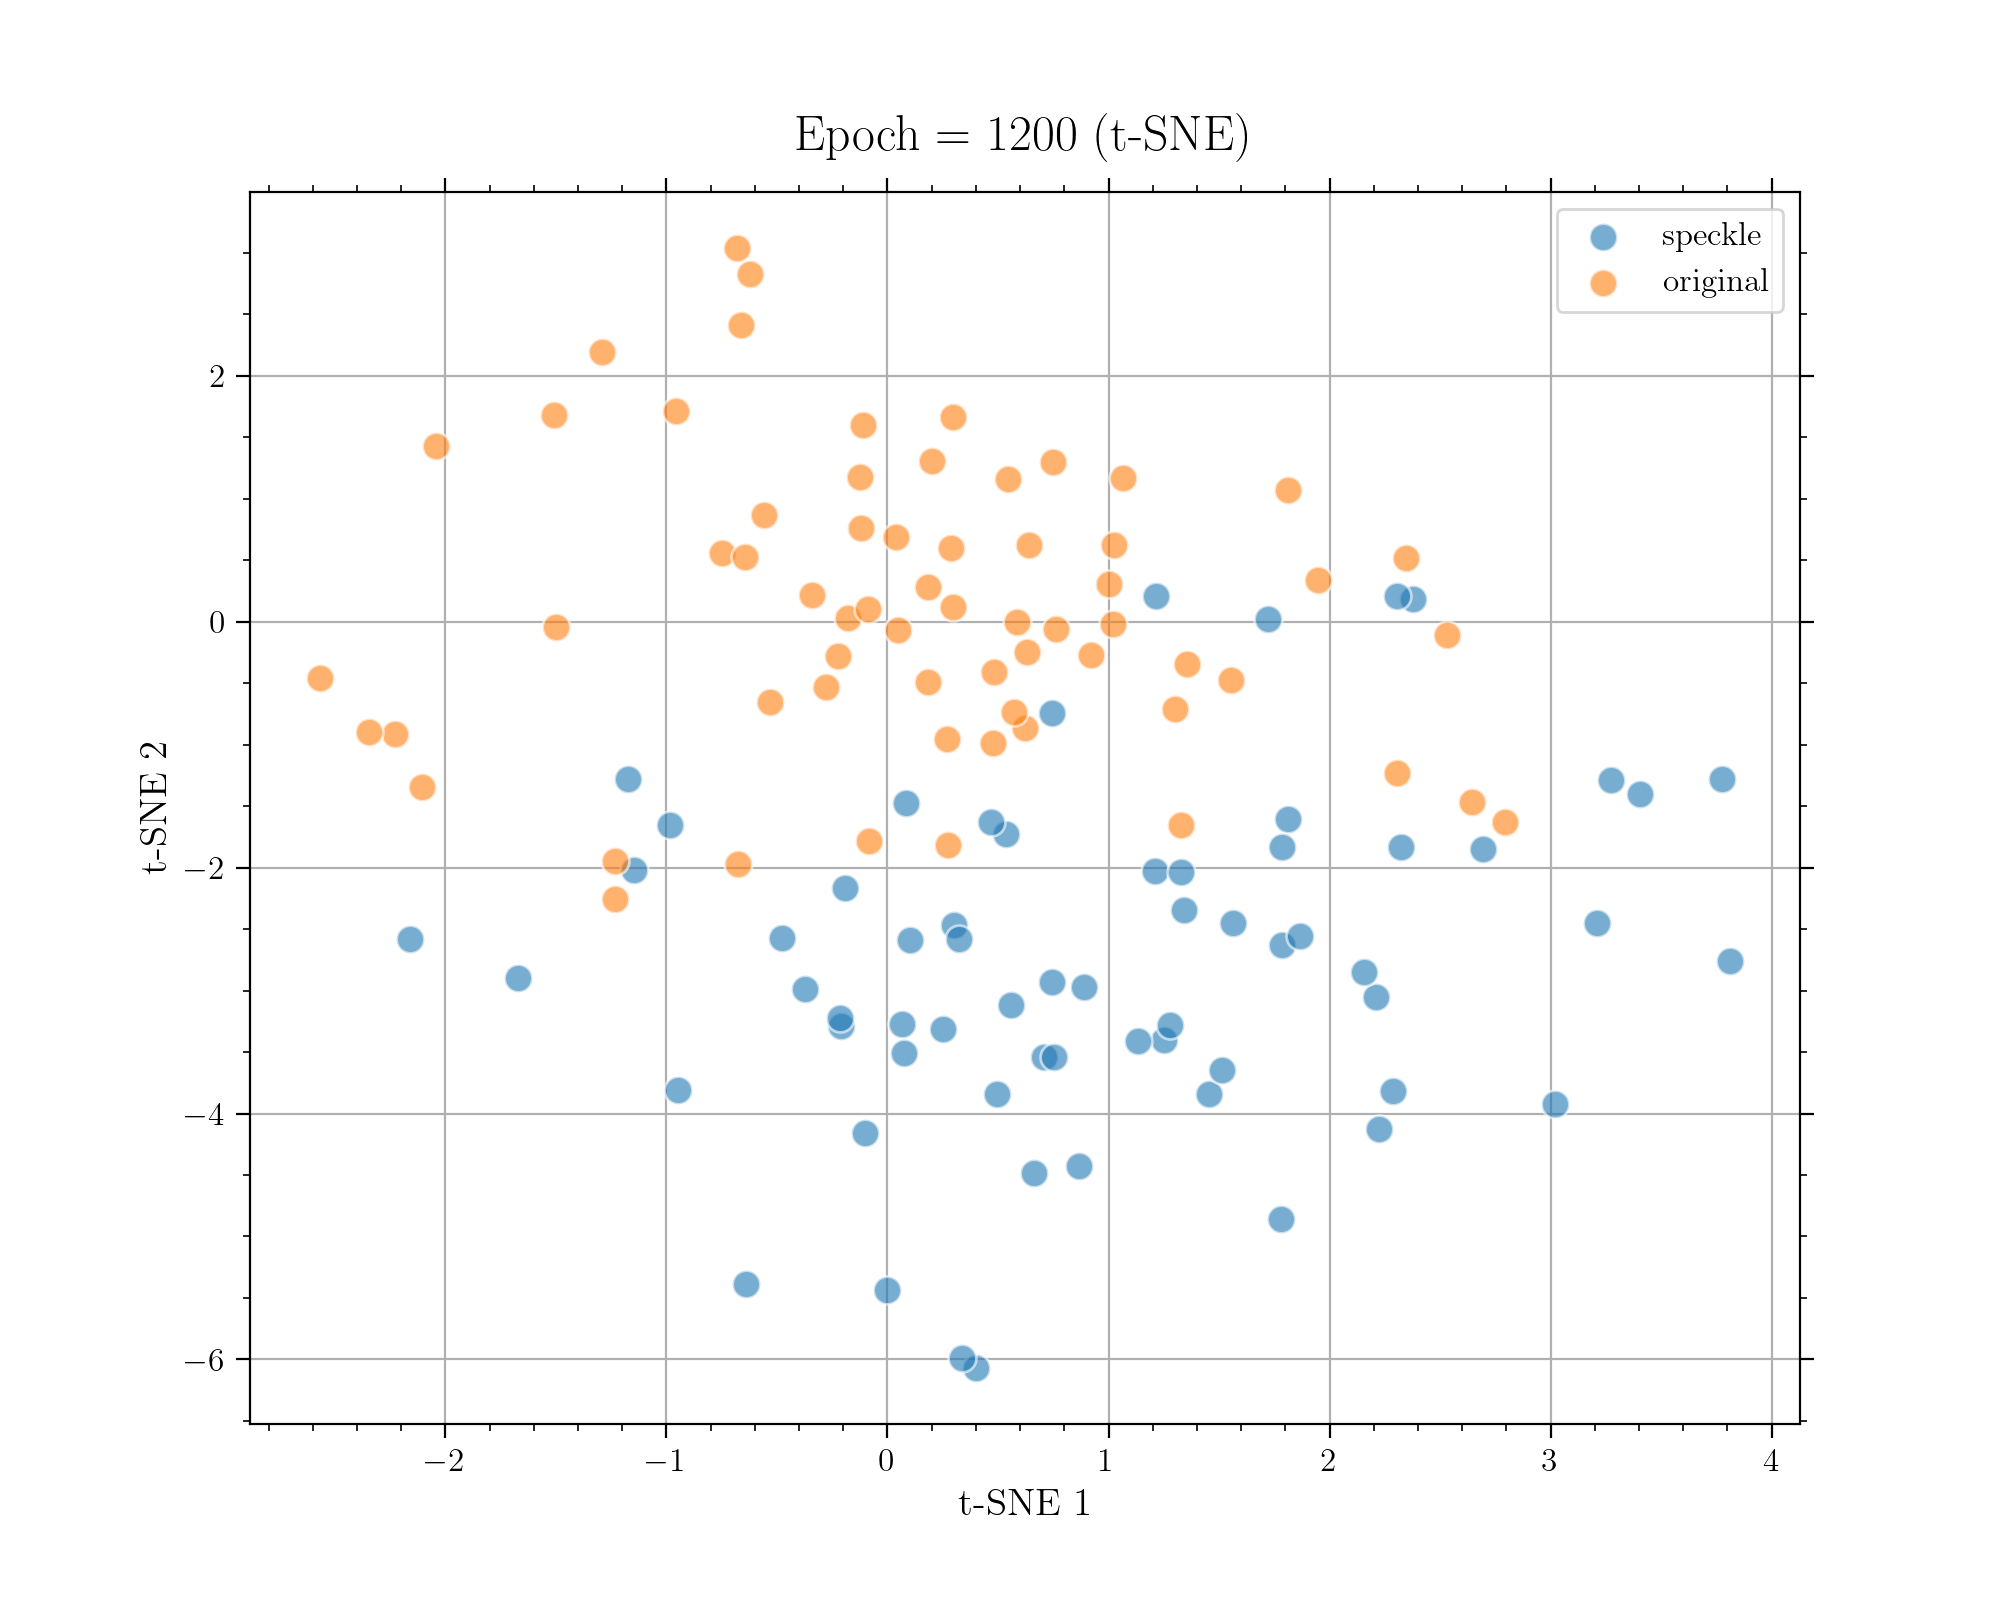 Epoch = 1200 (t-SNE)
speckle
original
2
0
−2
−4
−6
t-SNE 2
−2 −1 0 1 2 3 4
t-SNE 1